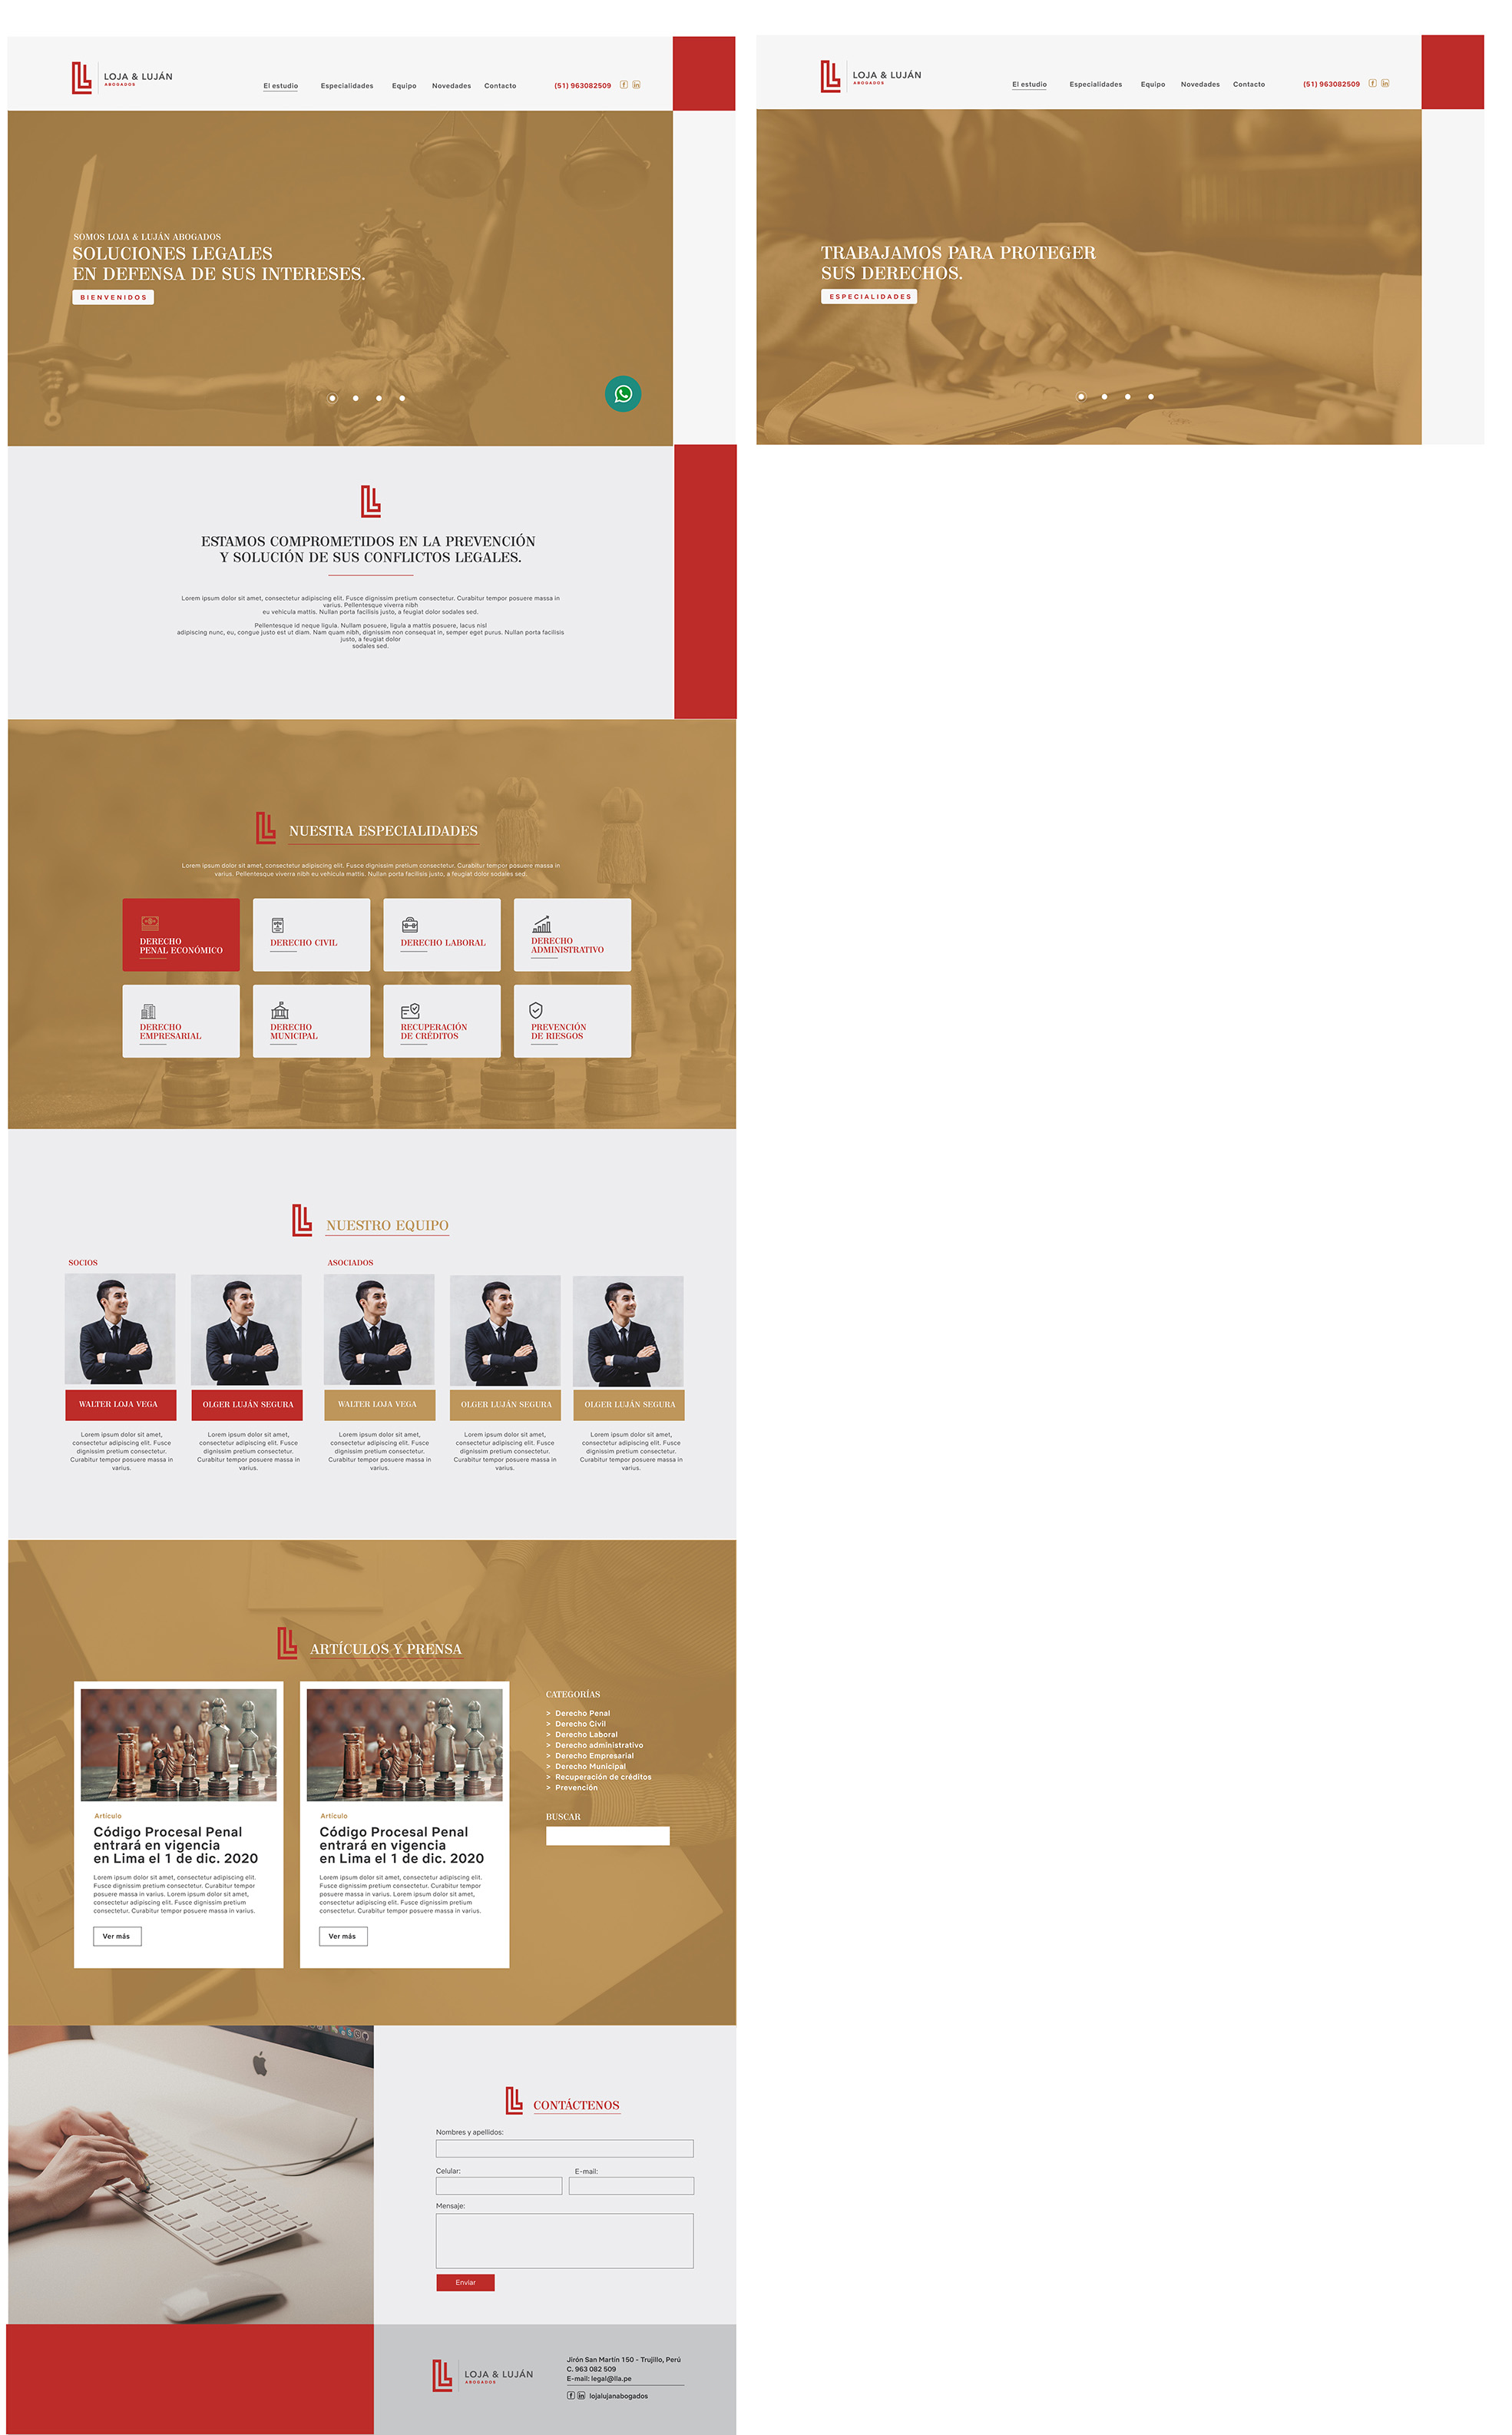 LOJA & LUJÁN
ABOGADOS
El estudio Especialidades Equipo Novedades Contacto (51) 963082509
SOMOS LOJA & LUJÁN ABOGADOS
SOLUCIONES LEGALES
EN DEFENSA DE SUS INTERESES.
BIENVENIDOS
ESTAMOS COMPROMETIDOS EN LA PREVENCIÓN
Y SOLUCIÓN DE SUS CONFLICTOS LEGALES.
Lorem ipsum dolor sit amet, consectetur adipiscing elit. Fusce dignissim pretium consectetur. Curabitur tempor posuere massa in
varius. Pellentesque viverra nibh
eu vehicula mattis. Nullan porta facilisis justo, a feugiat dolor sodales sed.
Pellentesque id neque ligula. Nullam posuere, ligula a mattis posuere, lacus nisl
adipiscing nunc, eu, congue justo est ut diam. Nam quam nibh, dignissim non consequat in, semper eget purus. Nullan porta facilisis
justo, a feugiat dolor
sodales sed.
NUESTRA ESPECIALIDADES
Lorem ipsum dolor sit amet, consectetur adipiscing elit. Fusce dignissim pretium consectetur. Curabitur tempor posuere massa in
varius. Pellentesque viverra nibh eu vehicula mattis. Nullan porta facilisis justo, a feugiat dolor sodales sed.
DERECHO
PENAL ECONÓMICO
DERECHO CIVIL
DERECHO LABORAL
DERECHO
ADMINISTRATIVO
DERECHO
EMPRESARIAL
DERECHO
MUNICIPAL
RECUPERACIÓN
DE CRÉDITOS
PREVENCIÓN
DE RIESGOS
NUESTRO EQUIPO
SOCIOS
ASOCIADOS
WALTER LOJA VEGA
Lorem ipsum dolor sit amet,
consectetur adipiscing elit. Fusce
dignissim pretium consectetur.
Curabitur tempor posuere massa in
varius.
OLGER LUJÁN SEGURA
Lorem ipsum dolor sit amet,
consectetur adipiscing elit. Fusce
dignissim pretium consectetur.
Curabitur tempor posuere massa in
varius.
WALTER LOJA VEGA
Lorem ipsum dolor sit amet,
consectetur adipiscing elit. Fusce
dignissim pretium consectetur.
Curabitur tempor posuere massa in
varius.
OLGER LUJÁN SEGURA
Lorem ipsum dolor sit amet,
consectetur adipiscing elit. Fusce
dignissim pretium consectetur.
Curabitur tempor posuere massa in
varius.
OLGER LUJÁN SEGURA
Lorem ipsum dolor sit amet,
consectetur adipiscing elit. Fusce
dignissim pretium consectetur.
Curabitur tempor posuere massa in
varius.
ARTÍCULOS Y PRENSA
Artículo
Código Procesal Penal
entrará en vigencia
en Lima el 1 de dic. 2020
Lorem ipsum dolor sit amet, consectetur adipiscing elit.
Fusce dignissim pretium consectetur. Curabitur tempor
posuere massa in varius. Lorem ipsum dolor sit amet,
consectetur adipiscing elit. Fusce dignissim pretium
consectetur. Curabitur tempor posuere massa in varius.
Ver más
Artículo
Código Procesal Penal
entrará en vigencia
en Lima el 1 de dic. 2020
Lorem ipsum dolor sit amet, consectetur adipiscing elit.
Fusce dignissim pretium consectetur. Curabitur tempor
posuere massa in varius. Lorem ipsum dolor sit amet,
consectetur adipiscing elit. Fusce dignissim pretium
consectetur. Curabitur tempor posuere massa in varius.
Ver más
CATEGORÍAS
> Derecho Penal
> Derecho Civil
> Derecho Laboral
> Derecho administrativo
> Derecho Empresarial
> Derecho Municipal
> Recuperación de créditos
> Prevención
BUSCAR
CONTÁCTENOS
Nombres y apellidos:
Celular: E-mail:
Mensaje:
Enviar
LOJA & LUJÁN
ABOGADOS
Jirón San Martín 150 - Trujillo, Perú
C. 963 082 509
E-mail: legal@lla.pe
lojalujanabogados
LOJA & LUJÁN
ABOGADOS
El estudio Especialidades Equipo Novedades Contacto (51) 963082509
TRABAJAMOS PARA PROTEGER
SUS DERECHOS.
ESPECIALIDADES